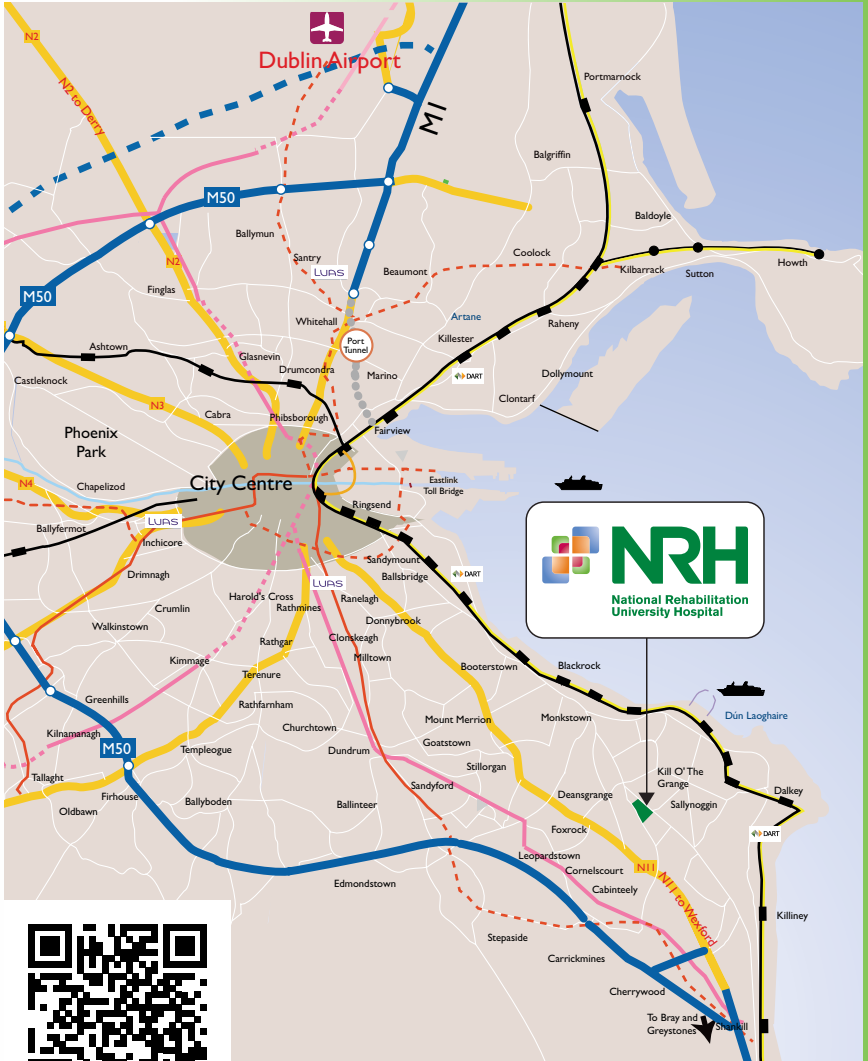 N2
Dublin Airport
N2 to Derry
M1
Portmarnock
Balgriffin
M50
Baldoyle
Ballymun
Santry
LUAS
Beaumont
Coolock
Kilbarrack
Sutton
Howth
N2
Finglas
M50
Whitehall
Artane
Raheny
Port
Tunnel
Killester
Ashtown
Glasnevin
Drumcondra
Marino
DART
Dollymount
Castleknock
N3
Cabra
Phibsborough
Clontarf
Fairview
Phoenix
Park
City Centre
N4
Chapelizod
Eastlink
Toll Bridge
Ringsend
Ballyfermot
LUAS
Inchicore
NRH
National Rehabilitation
University Hospital
Sandymount
Ballsbridge
DART
Drimnagh
LUAS
Harold's Cross
Rathmines
Ranelagh
Crumlin
Donnybrook
Walkinstown
Rathgar
Clonskeagh
Milltown
Kimmage
Terenure
Booterstown
Blackrock
Greenhills
Rathfarnham
Mount Merrion
Monkstown
Dún Laoghaire
Kilnamanagh
M50
Templeogue
Churchtown
Dundrum
Goatstown
Stillorgan
Tallaght
Sandyford
Kill O' The
Grange
Firhouse
Oldbawn
Ballyboden
Ballinteer
Deansgrange
Sallynoggin
Dalkey
Foxrock
DART
Leopardstown
N11
Cornelscourt
Edmondstown
Cabinteely
N11 to Wexford
Killiney
Stepaside
Carrickmines
Cherrywood
To Bray and
Greystones
Shankill